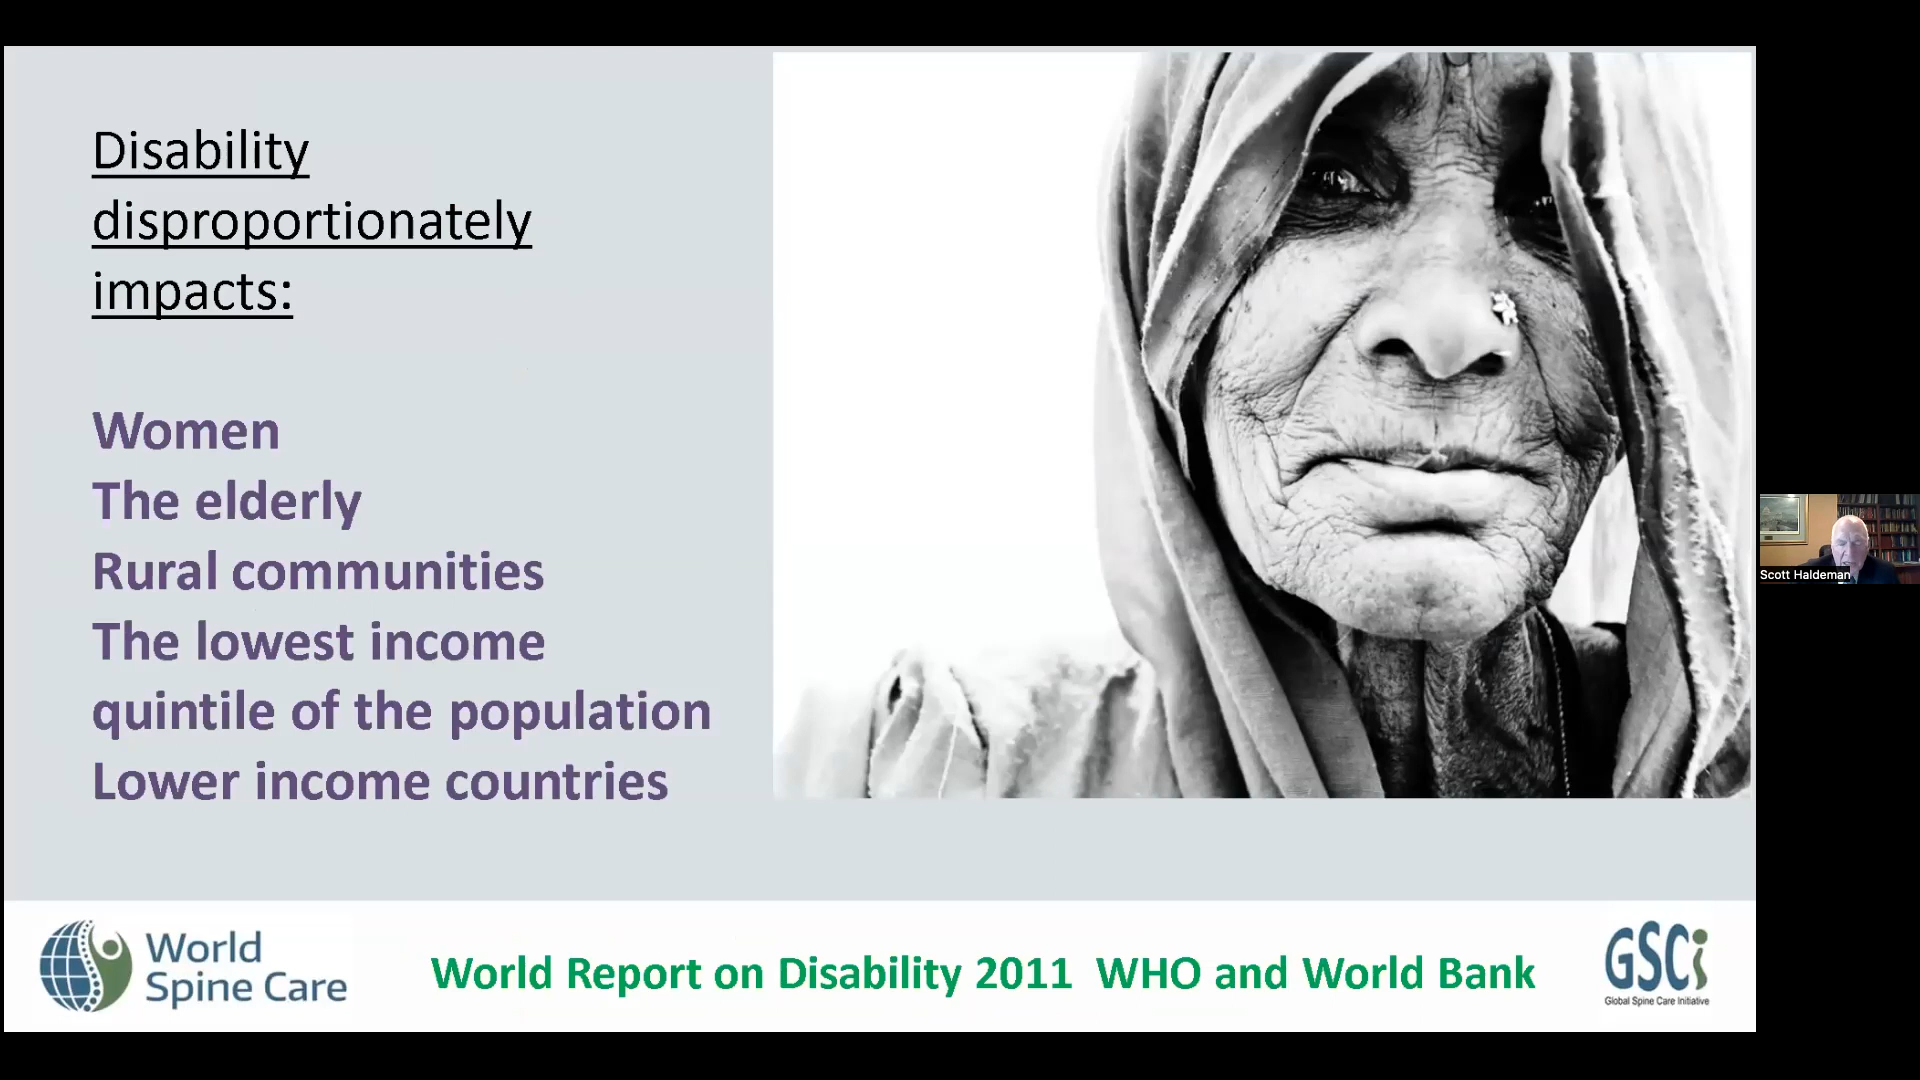 Disability
disproportionately
impacts:
Women
The elderly
Rural communities
The lowest income
quintile of the population
Lower income countries
Scott Haldeman
World
Spine Care
World Report on Disability 2011 WHO and World Bank
GSCi
Global Spine Care Initiative